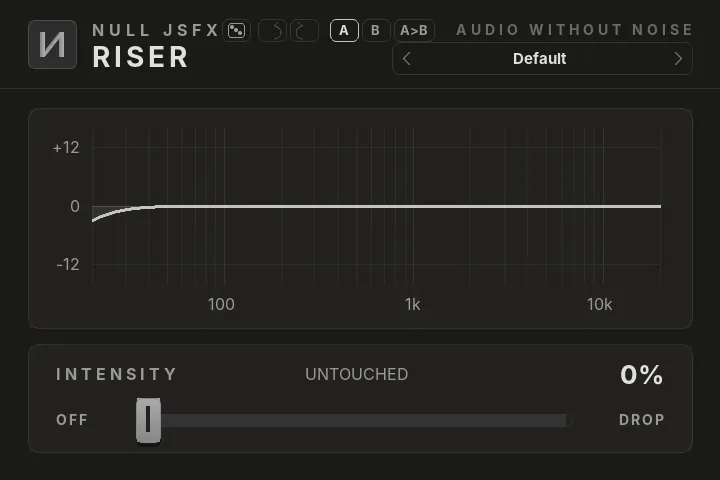 NULL JSFX A B A>B AUDIO WITHOUT NOISE
RISER Default
+12
0
-12
100 1k 10k
INTENSITY UNTOUCHED 0%
OFF DROP